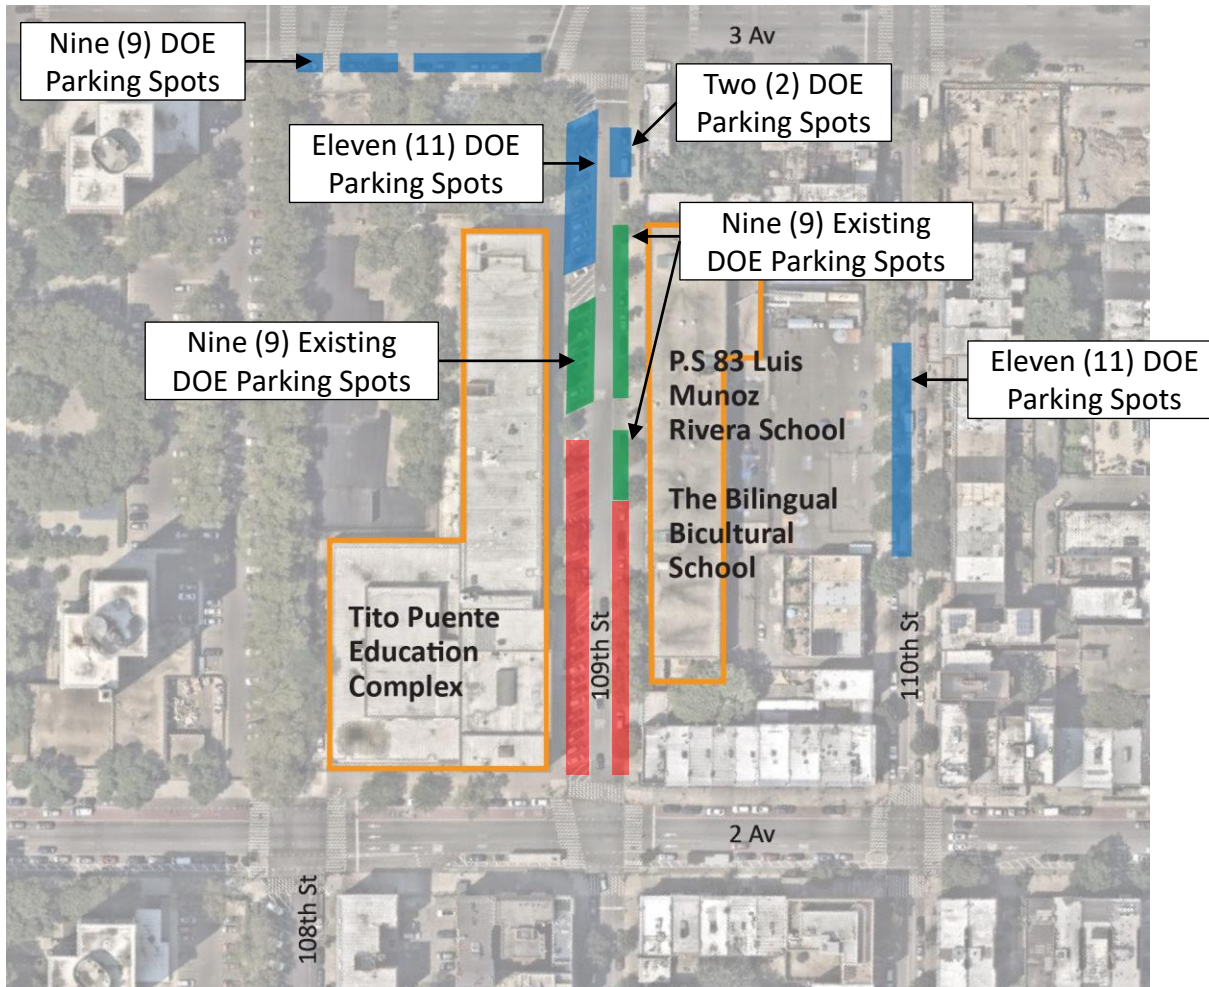 3 Av
Nine (9) DOE
Parking Spots
Two (2) DOE
Parking Spots
Eleven (11) DOE
Parking Spots
Nine (9) Existing
DOE Parking Spots
Nine (9) Existing
DOE Parking Spots
P.S 83 Luis
Munoz
Rivera School
The Bilingual
Bicultural
School
Eleven (11) DOE
Parking Spots
Tito Puente
Education
Complex
109th St
110th St
2 Av
108th St